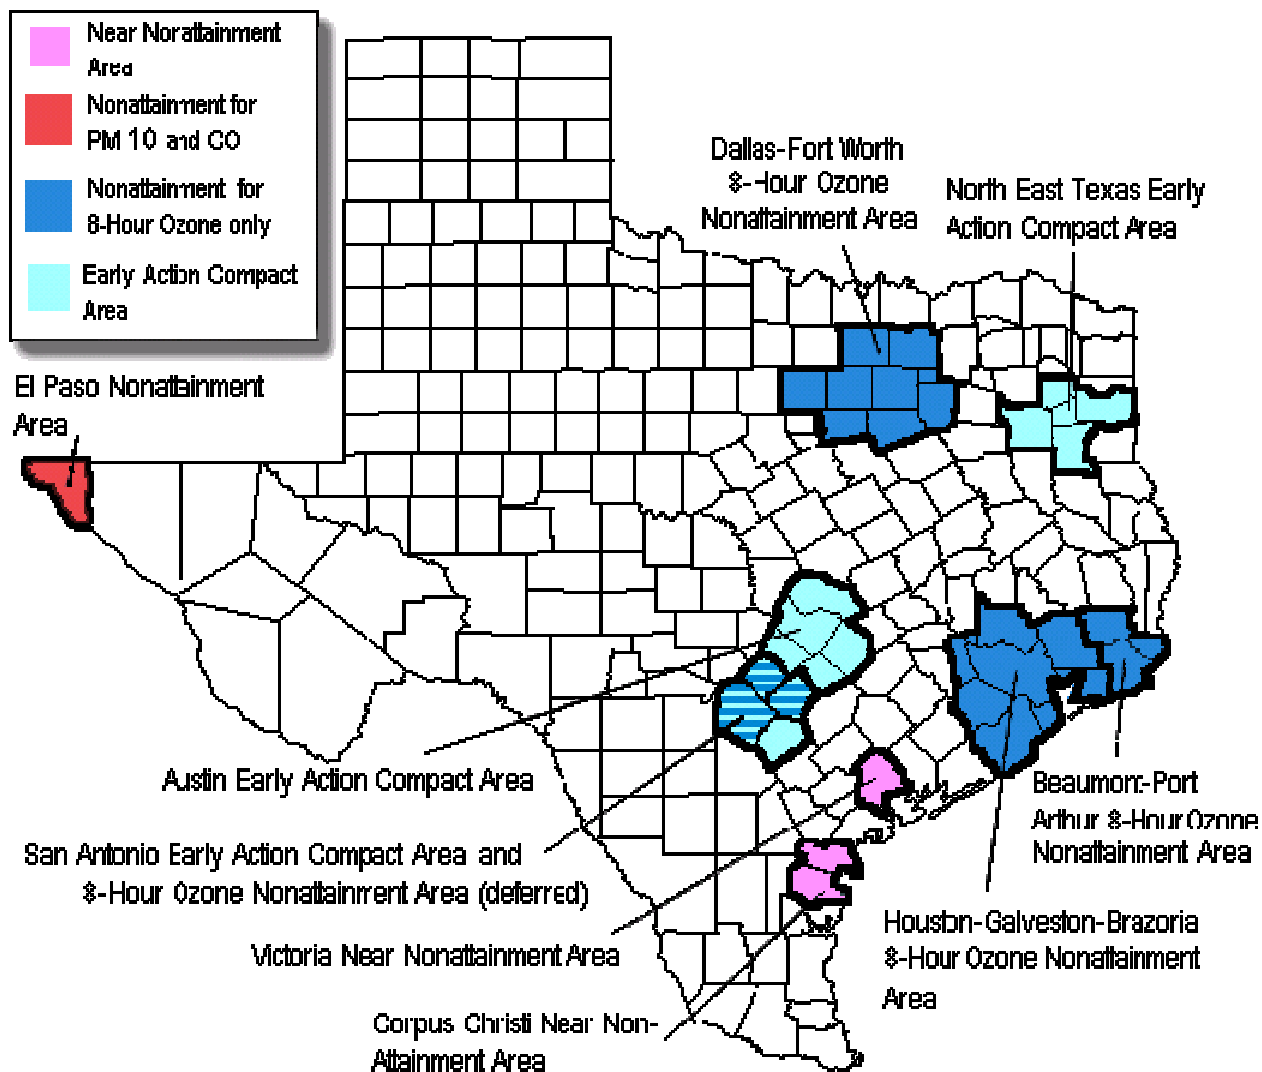 Near Nonattainment
Area
Nonattainment for
PM 10 and CO
Nonattainment for
8-Hour Ozone only
Early Action Compact
Area
Dallas-Fort Worth
8-Hour Ozone
Nonattainment Area
North East Texas Early
Action Compact Area
El Paso Nonattainment
Area
Austin Early Action Compact Area
San Antonio Early Action Compact Area and
8-Hour Ozone Nonattainment Area (deferred)
Victoria Near Nonattainment Area
Corpus Christi Near Non-
Attainment Area
Beaumont-Port
Arthur 8-Hour Ozone
Nonattainment Area
Houston-Galveston-Brazoria
8-Hour Ozone Nonattainment
Area